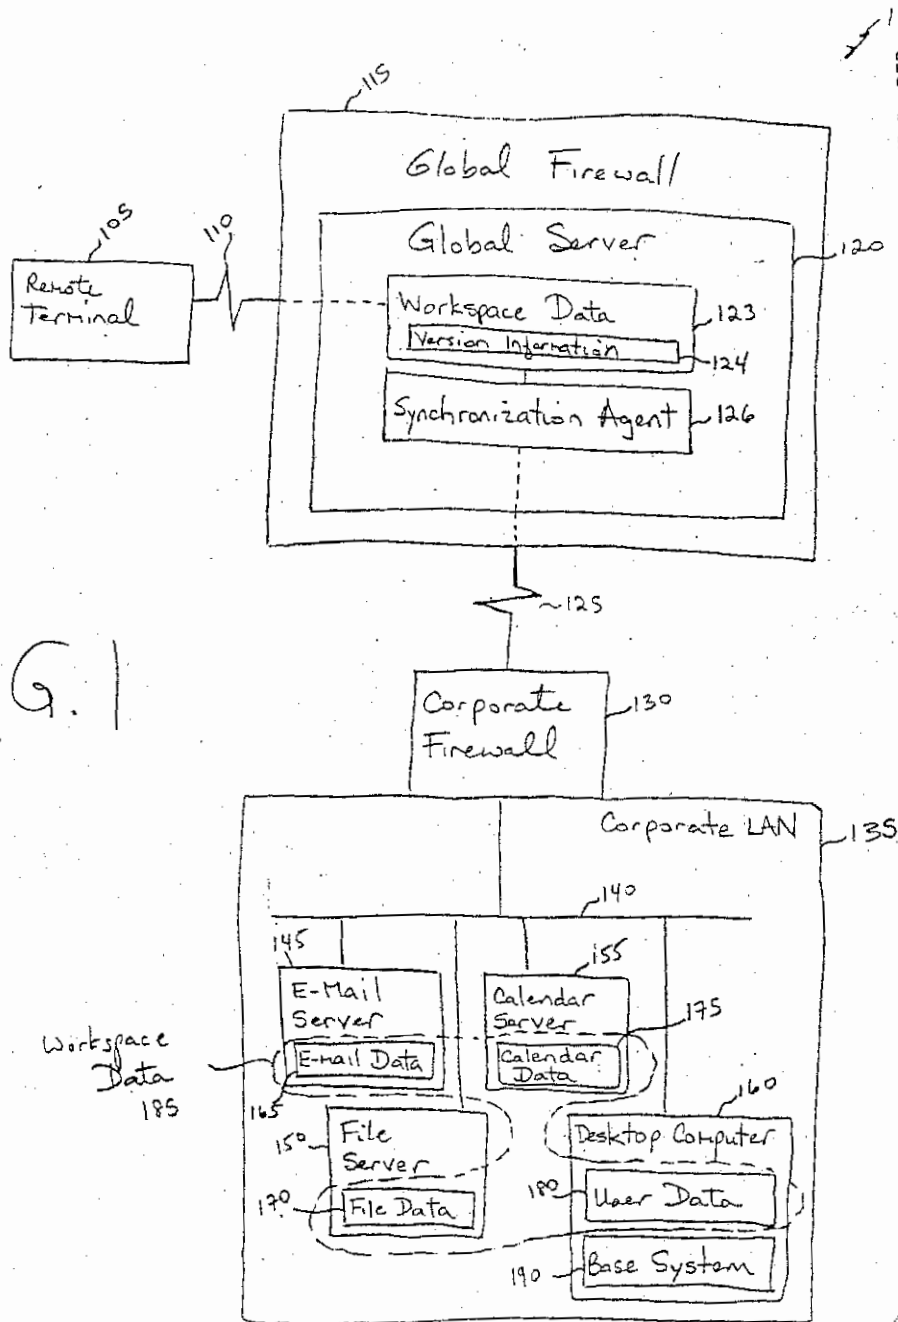 115
Global Firewall
105
110
Global Server
120
Remote
Terminal
Workspace Data
123
Version Information
124
Synchronization Agent
126
125
G. 1
Corporate
Firewall
130
Corporate LAN
135
140
145
155
E-Mail
Server
Calendar
Server
175
Workspace
Data
185
E-mail Data
Calendar
Data
165
160
150
File
Server
Desktop Computer
180
User Data
170
File Data
190
Base System